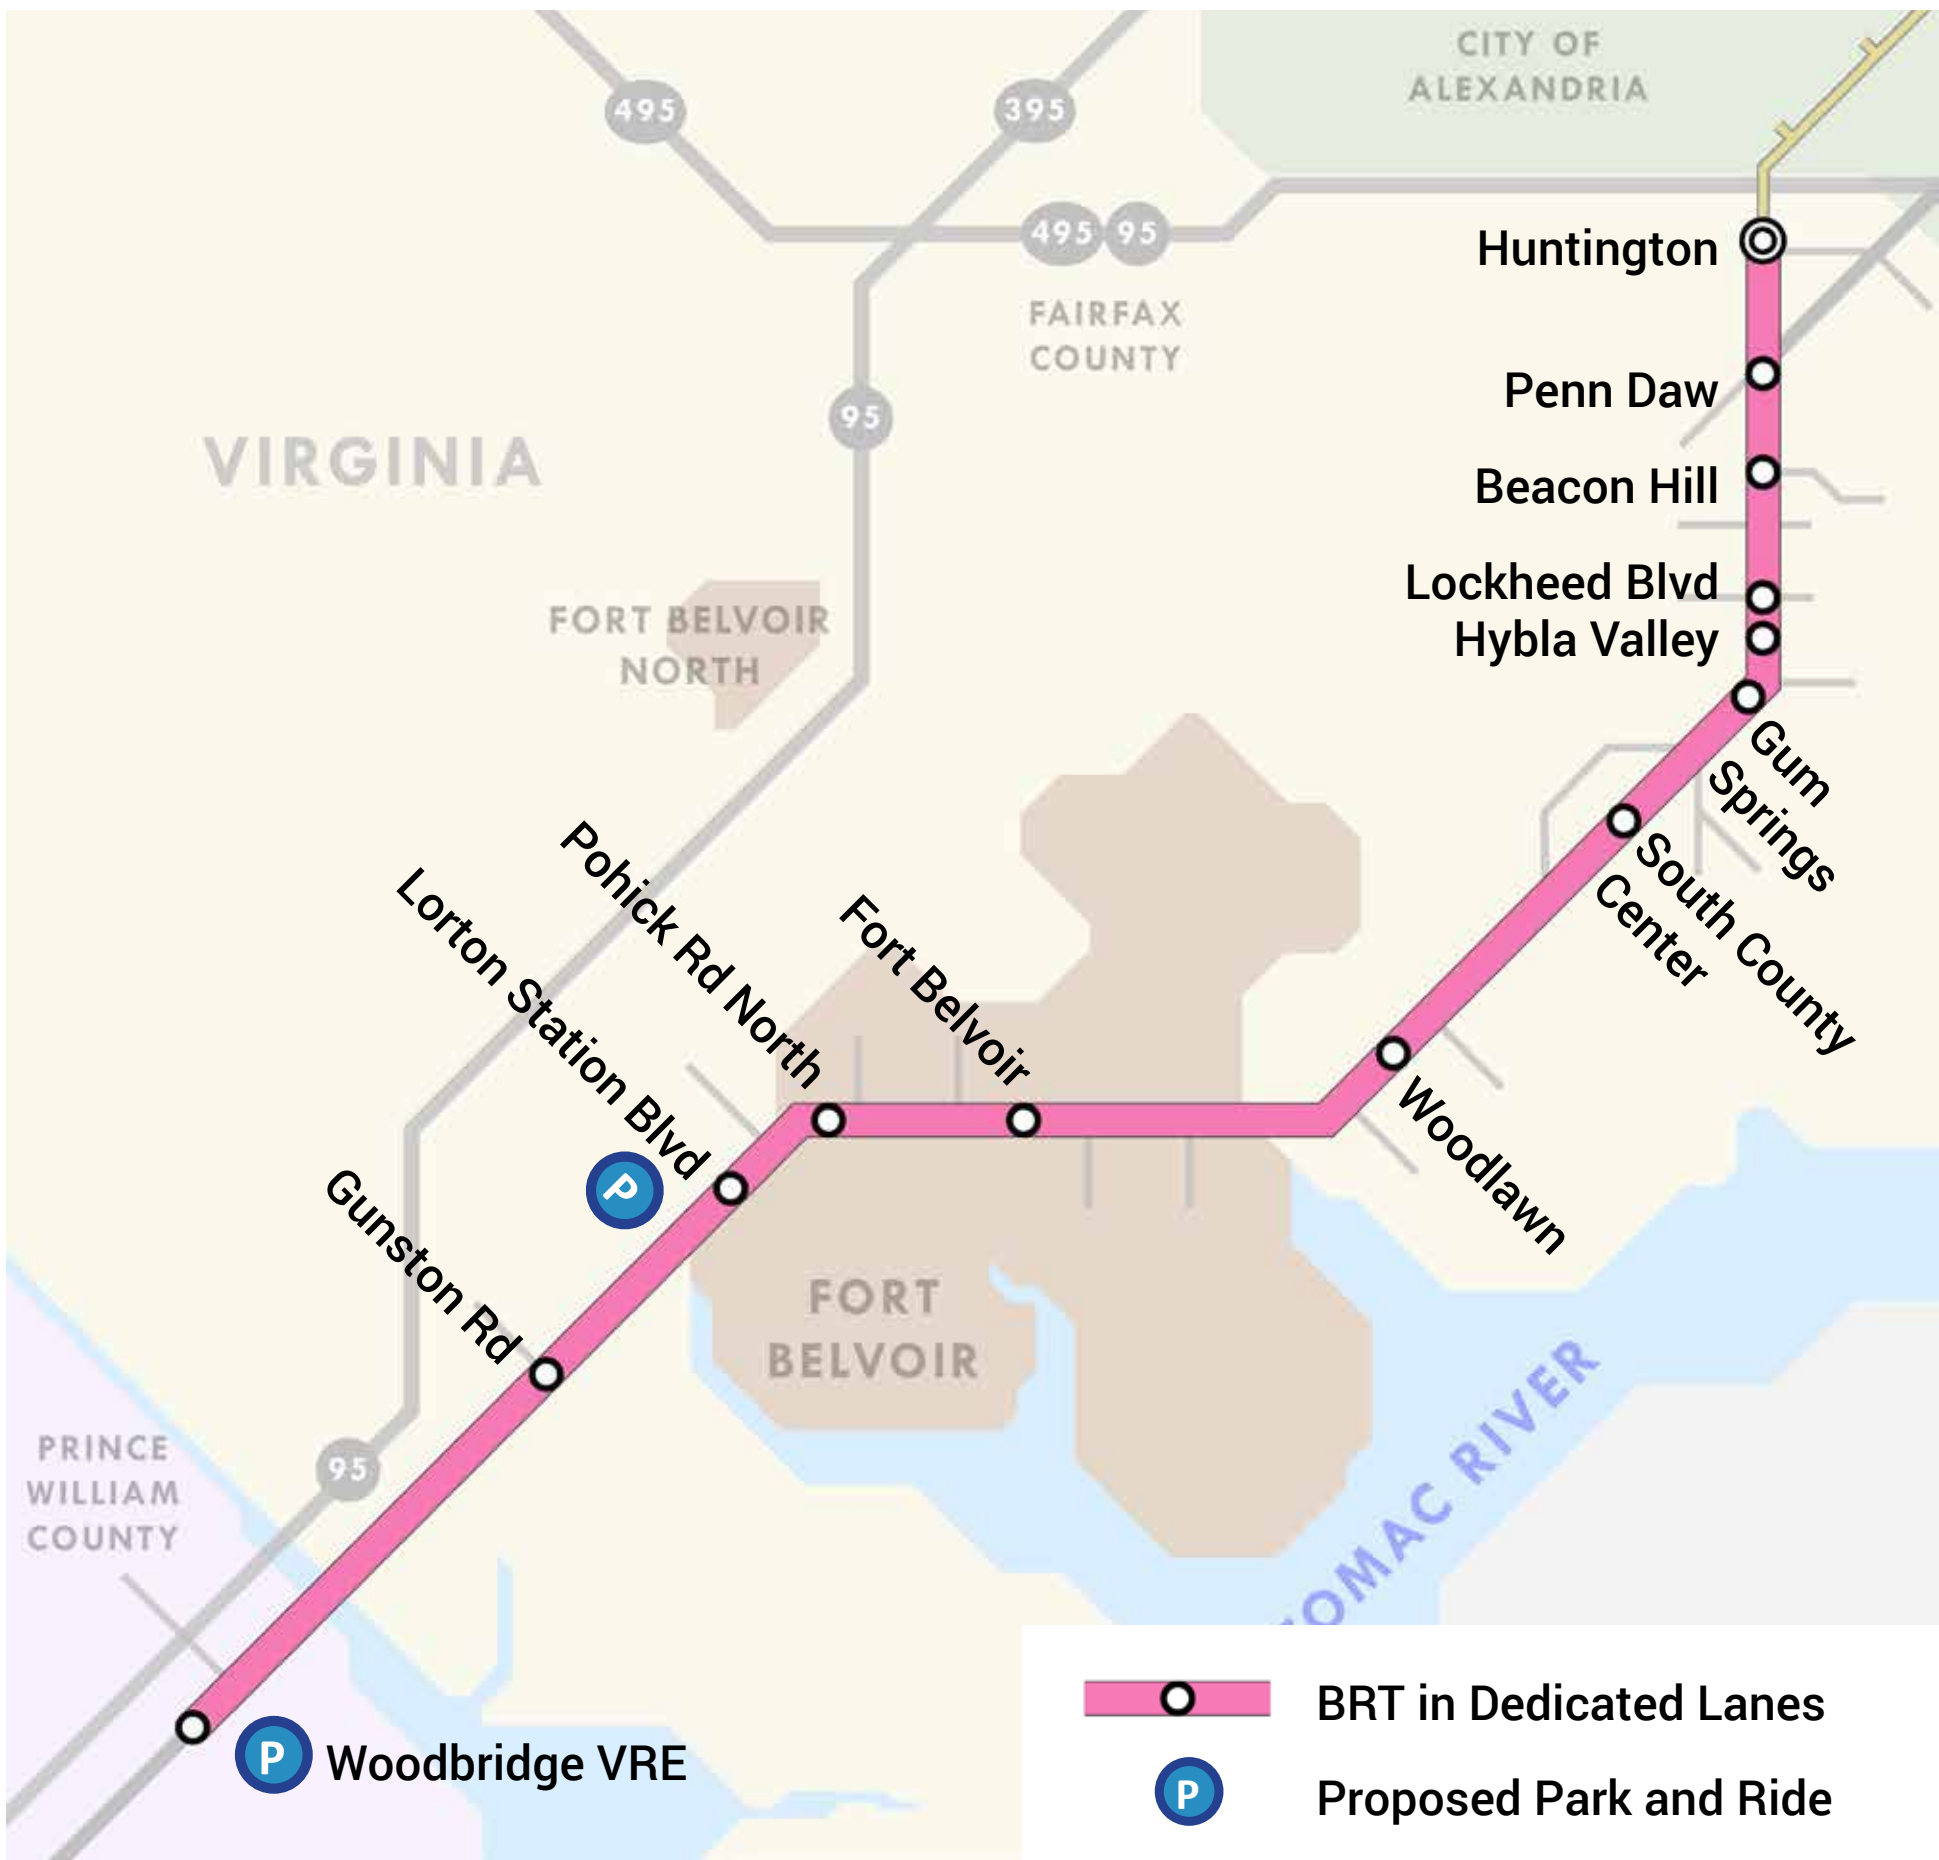 CITY OF
ALEXANDRIA
495
395
495
95
Huntington
FAIRFAX
COUNTY
Penn Daw
95
VIRGINIA
Beacon Hill
Lockheed Blvd
FORT BELVOIR
NORTH
Hybla Valley
Gum
Springs
South County
Center
Pohick Rd North
Lorton Station Blvd
Fort Belvoir
Woodlawn
P
Gunston Rd
FORT
BELVOIR
PRINCE
WILLIAM
COUNTY
95
TOMAC RIVER
P
Woodbridge VRE
BRT in Dedicated Lanes
P
Proposed Park and Ride